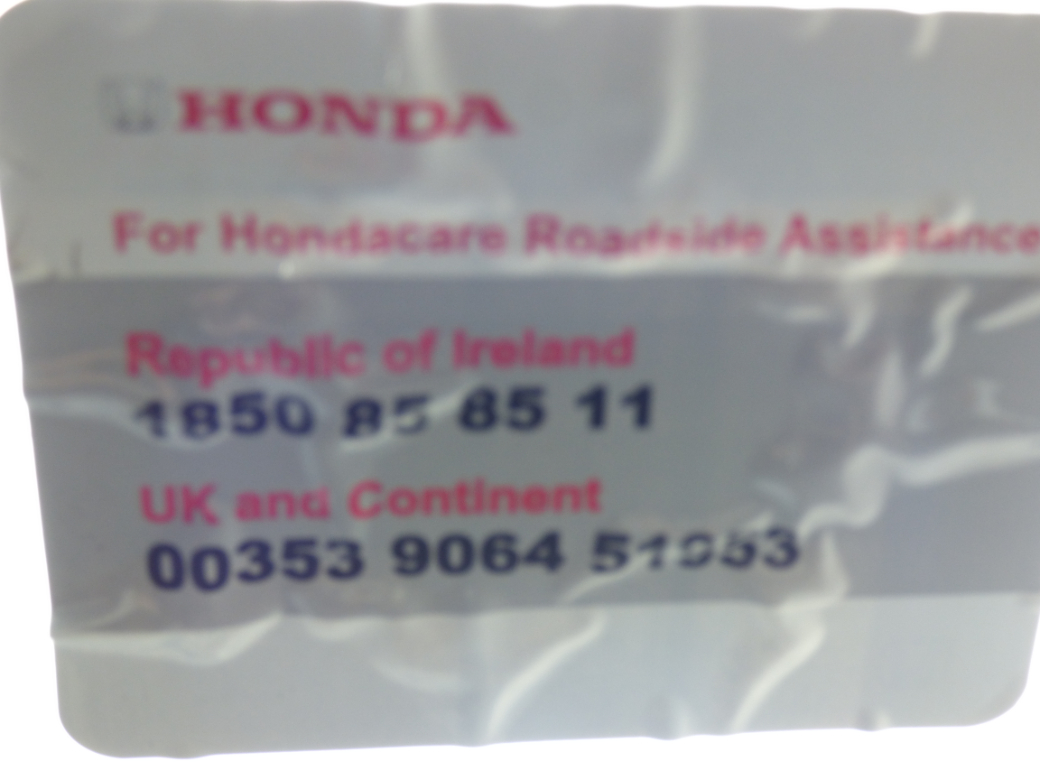 HONDA
For Hondacare Roadside Assistance
Republic of Ireland
1850 85 85 11
UK and Continent
00353 9064